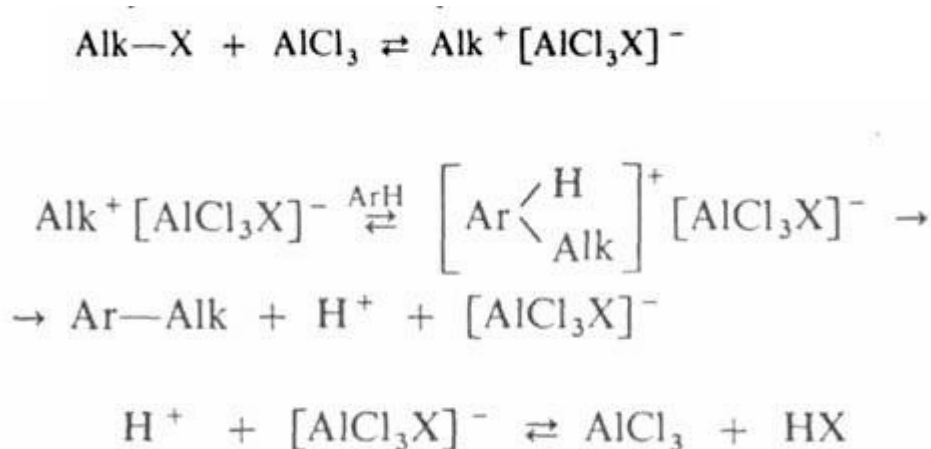 Alk—X + AlCl₃ ⇄ Alk⁺[AlCl₃X]⁻
Alk⁺[AlCl₃X]⁻ ArH ⇄ [Ar H Alk]⁺ [AlCl₃X]⁻ →
→ Ar—Alk + H⁺ + [AlCl₃X]⁻
H⁺ + [AlCl₃X]⁻ ⇄ AlCl₃ + HX